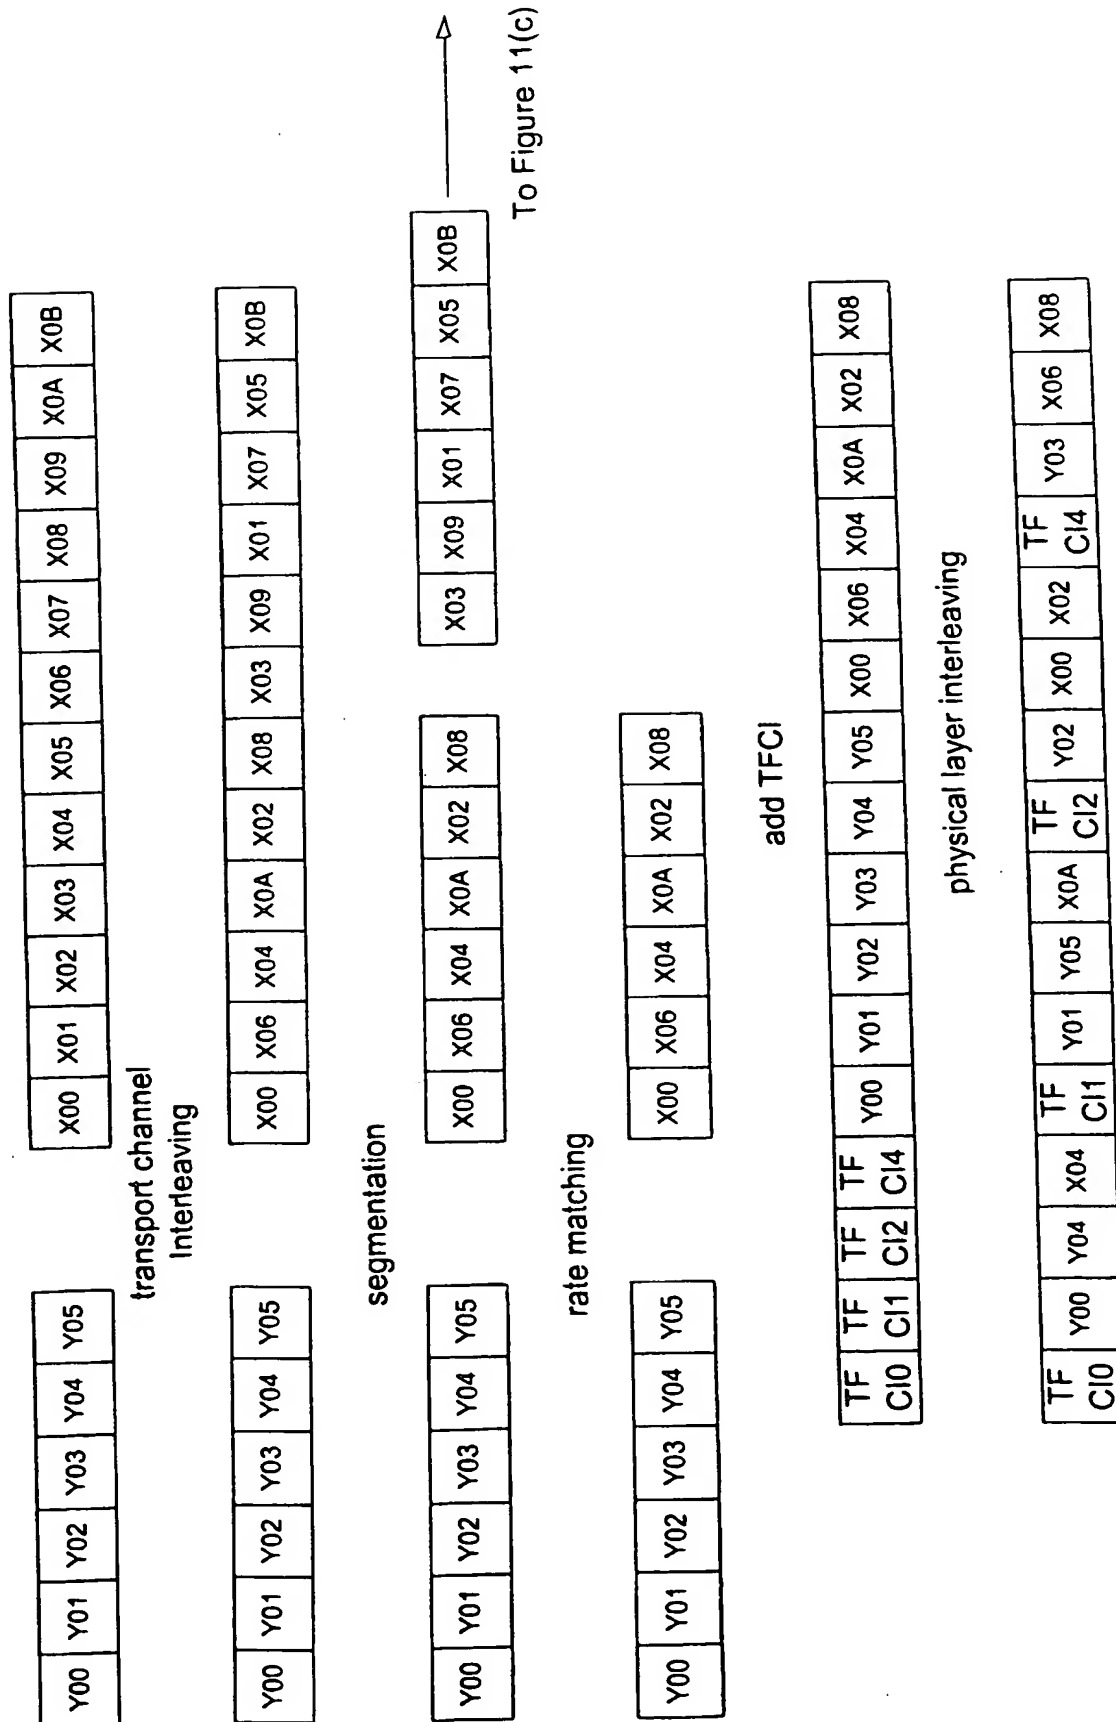 Y00 Y01 Y02 Y03 Y04 Y05 X00 X01 X02 X03 X04 X05 X06 X07 X08 X09 X0A X0B
transport channel
Interleaving
Y00 Y01 Y02 Y03 Y04 Y05 X00 X06 X04 X0A X02 X08 X03 X09 X01 X07 X05 X0B
segmentation
Y00 Y01 Y02 Y03 Y04 Y05 X00 X06 X04 X0A X02 X08 X03 X09 X01 X07 X05 X0B
To Figure 11(c)
rate matching
Y00 Y01 Y02 Y03 Y04 Y05 X00 X06 X04 X0A X02 X08
add TFCI
TF CI0 TF CI1 TF CI2 TF CI4 Y00 Y01 Y02 Y03 Y04 Y05 X00 X06 X04 X0A X02 X08
physical layer interleaving
TF CI0 Y00 Y04 X04 TF CI1 Y01 Y05 X0A TF CI2 Y02 X00 X02 TF CI4 Y03 X06 X08